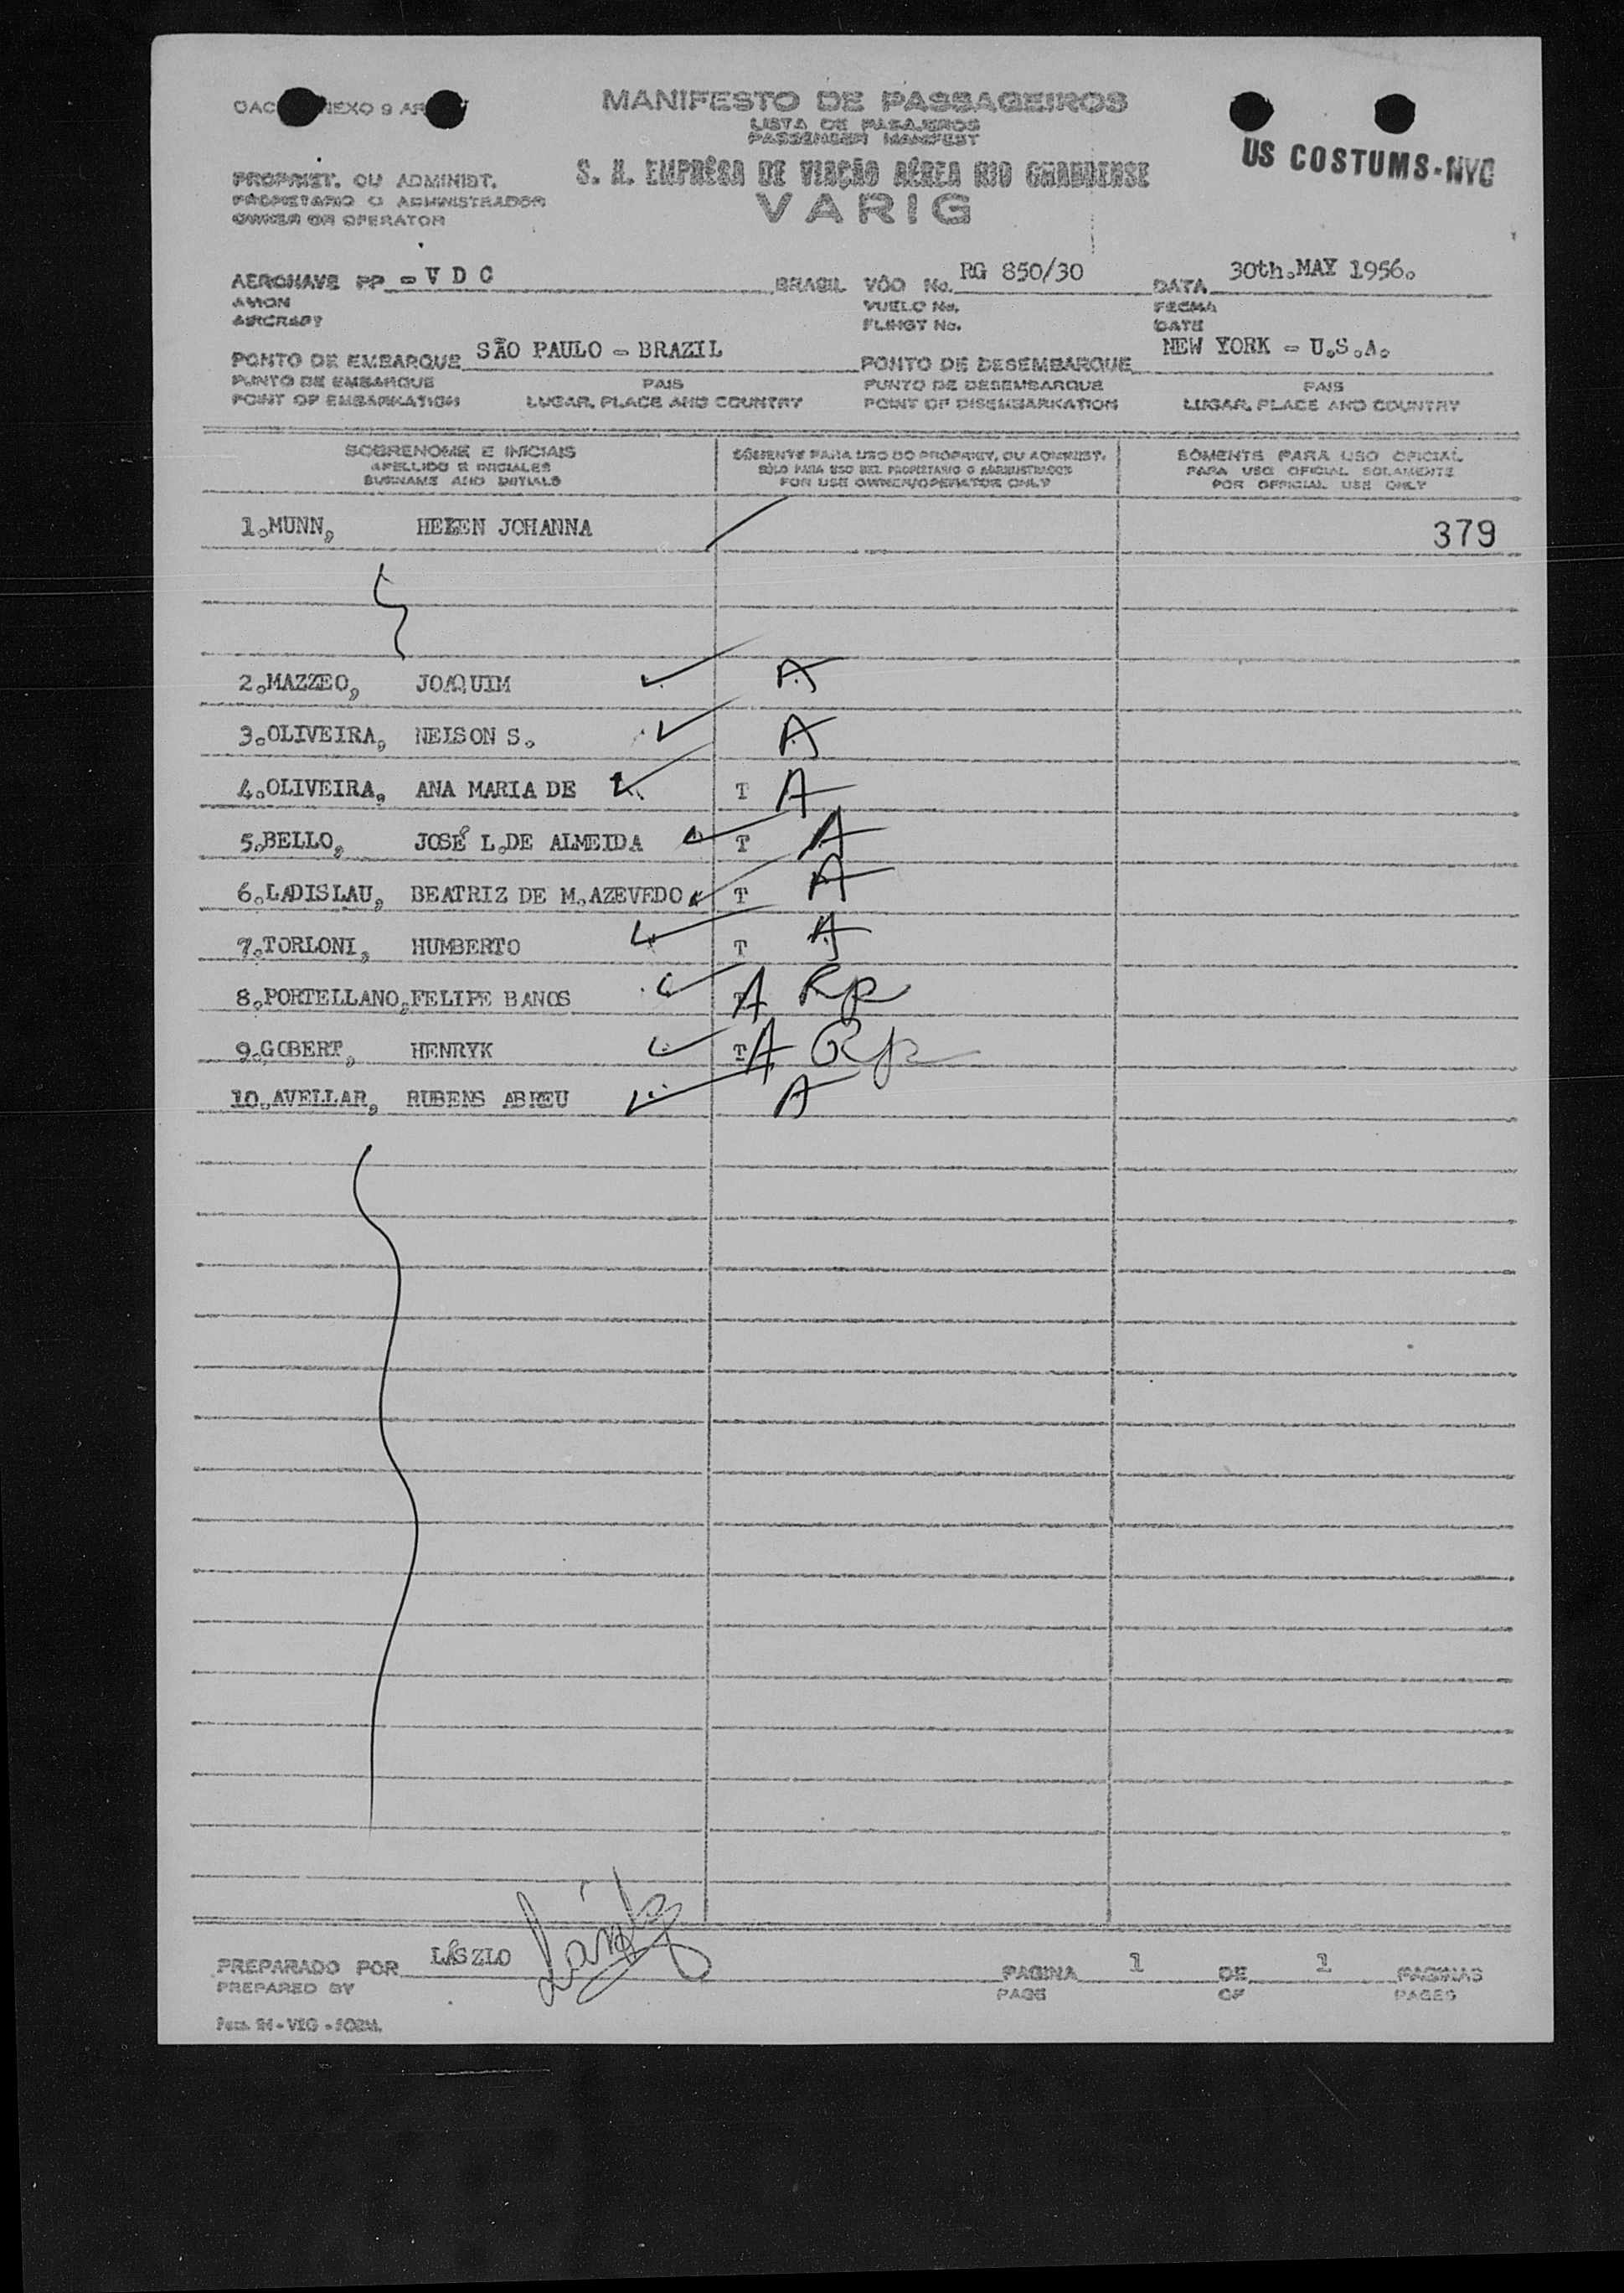 MANIFESTO DE PASSAGEIROS
LISTA DE PASAJEROS
PASSENGER MANIFEST
US COSTUMS-NYC
S. A. EMPRÊSA DE VIAÇÃO AÉREA RIO GRANDENSE
VARIG
PROPRIET. OU ADMINIST.
PROPIETARIO O ADMINISTRADOR
OWNER OR OPERATOR
AERONAVE PP - V D C BRASIL VÔO No. RG 850/30 DATA 30th.MAY 1956.
AVION VUELO No. FECHA
AIRCRAFT FLIHGT No. DATE
PONTO DE EMBARQUE SÃO PAULO - BRAZIL PONTO DE DESEMBARQUE NEW YORK - U.S.A.
PUNTO DE EMBARQUE PAIS PUNTO DE DESEMBARQUE PAIS
POINT OF EMBARKATION LUGAR, PLACE AND COUNTRY POINT OF DISEMBARKATION LUGAR, PLACE AND COUNTRY
SOBRENOME E INICIAIS SÒMENTE PARA USO DO PROPRIET. OU ADMINIST. SÒMENTE PARA USO OFICIAL
APELLIDO E INICIALES SÓLO PARA USO DEL PROPIETARIO O ADMINISTRADOR PARA USO OFICIAL SOLAMENTE
SURNAME AND INITIALS FOR USE OWNER/OPERATOR ONLY FOR OFFICIAL USE ONLY
1.MUNN, HELEN JOHANNA 379
2.MAZZEO, JOAQUIM A
3.OLIVEIRA, NELSON S. A
4.OLIVEIRA, ANA MARIA DE T A
5.BELLO, JOSÉ L.DE ALMEIDA T A
6.LADISLAU, BEATRIZ DE M.AZEVEDO T A
7.TORLONI, HUMBERTO T A
8.PORTELLANO,FELIPE BANOS T A Rp
9.GOBERT, HENRYK T A Rp
10.AVELLAR, RUBENS ABREU A
PREPARADO POR LÁSZLO László PAGINA 1 DE 1 PAGINAS
PREPARED BY PAGE OF PAGES